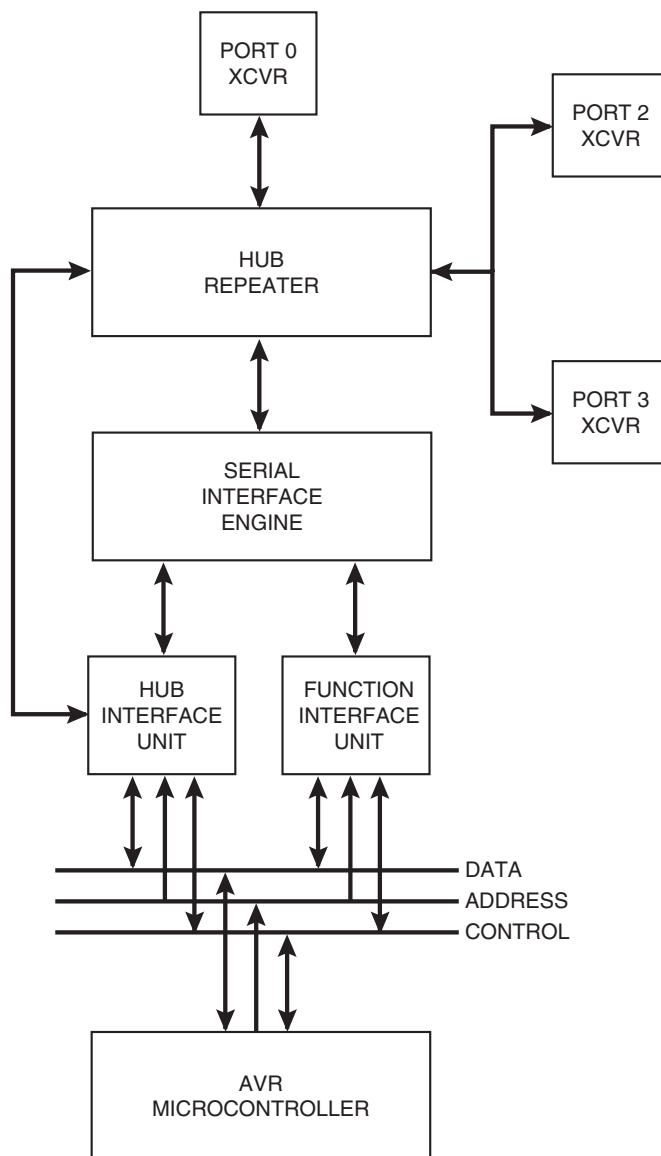 PORT 0
XCVR
PORT 2
XCVR
HUB
REPEATER
PORT 3
XCVR
SERIAL
INTERFACE
ENGINE
HUB
INTERFACE
UNIT
FUNCTION
INTERFACE
UNIT
DATA
ADDRESS
CONTROL
AVR
MICROCONTROLLER